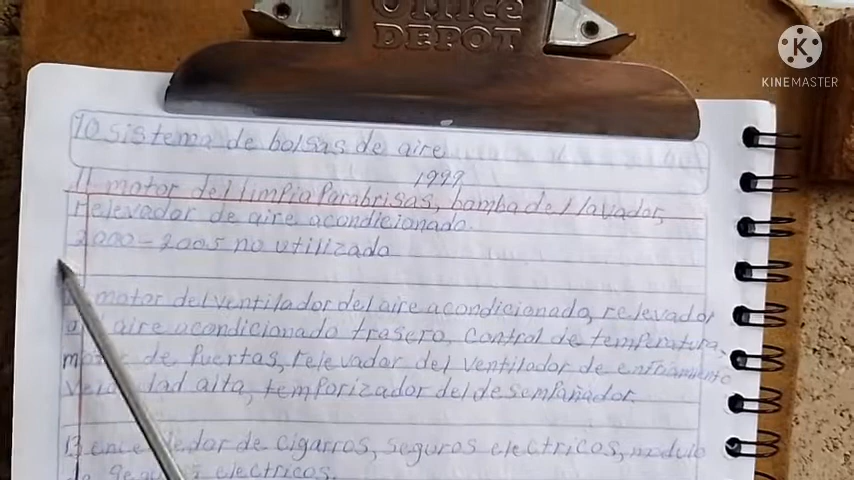 Office
DEPOT
K
KINEMASTER
10 sistema de bolsas de aire
1999
11 motor del limpia parabrisas, bomba del lavador,
relevador de aire acondicionado.
2000-2005 no utilizado
motor del ventilador del aire acondicionado, relevador
aire acondicionado trasero, control de temperatura,
motor de puertas, relevador del ventilador de enfriamiento
velocidad alta, temporizador del desempañador.
13 encendedor de cigarros, seguros electricos, modulo
de seguros electricos.